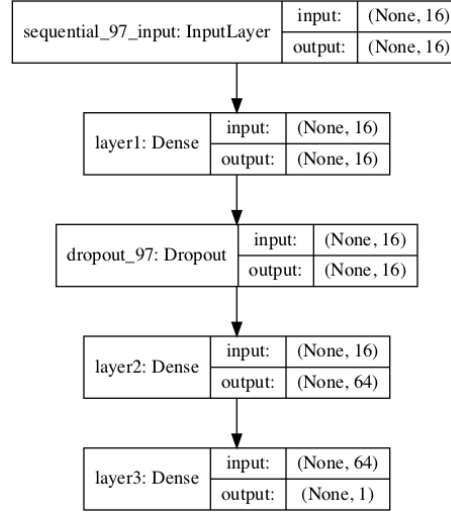 sequential_97_input: InputLayer
input: (None, 16)
output: (None, 16)
layer1: Dense
input: (None, 16)
output: (None, 16)
dropout_97: Dropout
input: (None, 16)
output: (None, 16)
layer2: Dense
input: (None, 16)
output: (None, 64)
layer3: Dense
input: (None, 64)
output: (None, 1)